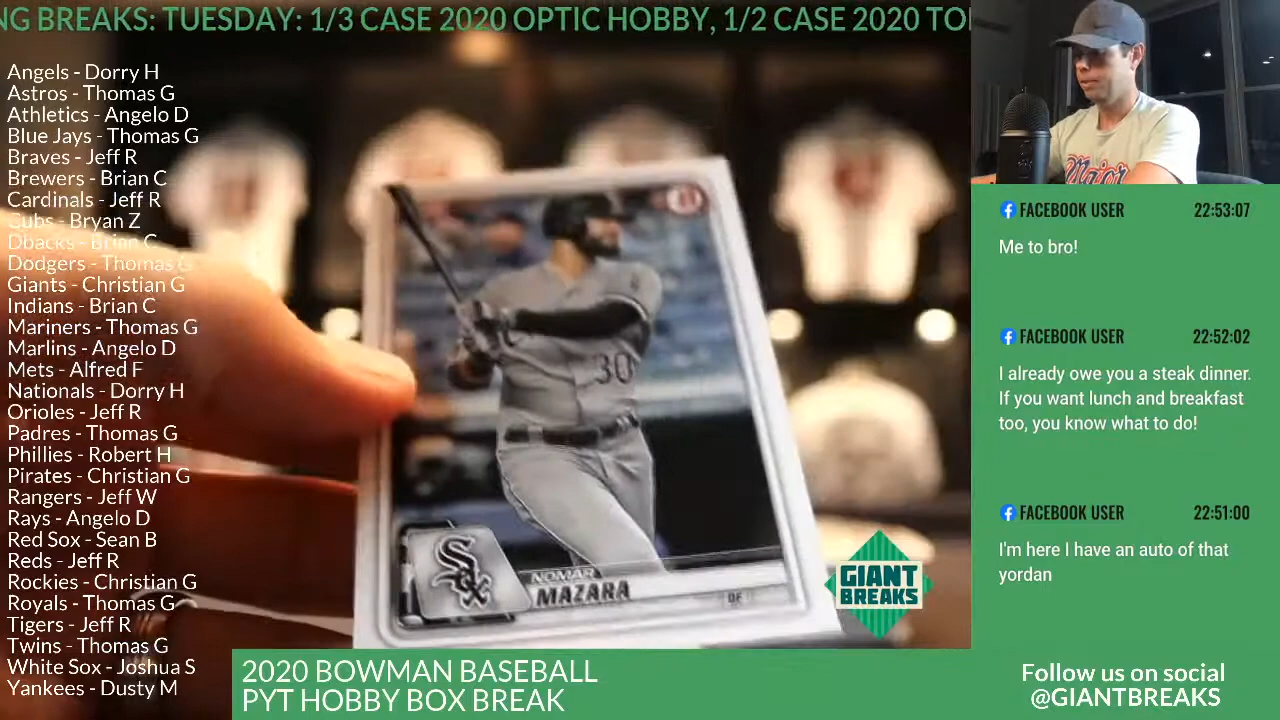 NG BREAKS: TUESDAY: 1/3 CASE 2020 OPTIC HOBBY, 1/2 CASE 2020 TO
Angels - Dorry H
Astros - Thomas G
Athletics - Angelo D
Blue Jays - Thomas G
Braves - Jeff R
Brewers - Brian C
Cardinals - Jeff R
Cubs - Bryan Z
Dbacks - Brian C
Dodgers - Thomas G
Giants - Christian G
Indians - Brian C
Mariners - Thomas G
Marlins - Angelo D
Mets - Alfred F
Nationals - Dorry H
Orioles - Jeff R
Padres - Thomas G
Phillies - Robert H
Pirates - Christian G
Rangers - Jeff W
Rays - Angelo D
Red Sox - Sean B
Reds - Jeff R
Rockies - Christian G
Royals - Thomas G
Tigers - Jeff R
Twins - Thomas G
White Sox - Joshua S
Yankees - Dusty M
30
Sox
NOMAR
MAZARA
OF
GIANT
BREAKS
2020 BOWMAN BASEBALL
PYT HOBBY BOX BREAK
Major
FACEBOOK USER 22:53:07
Me to bro!
FACEBOOK USER 22:52:02
I already owe you a steak dinner.
If you want lunch and breakfast
too, you know what to do!
FACEBOOK USER 22:51:00
I'm here I have an auto of that
yordan
Follow us on social
@GIANTBREAKS